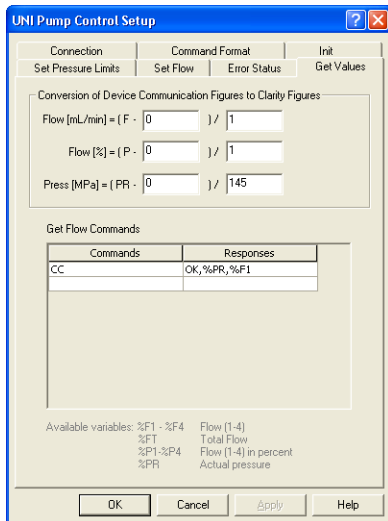 UNI Pump Control Setup
Connection Command Format Init
Set Pressure Limits Set Flow Error Status Get Values
Conversion of Device Communication Figures to Clarity Figures
Flow [mL/min] = ( F - 0 ) / 1
Flow [%] = ( P - 0 ) / 1
Press [MPa] = ( PR - 0 ) / 145
Get Flow Commands
Commands Responses
CC OK,%PR,%F1
Available variables: %F1 - %F4 Flow (1-4)
%FT Total Flow
%P1-%P4 Flow (1-4) in percent
%PR Actual pressure
OK Cancel Apply Help